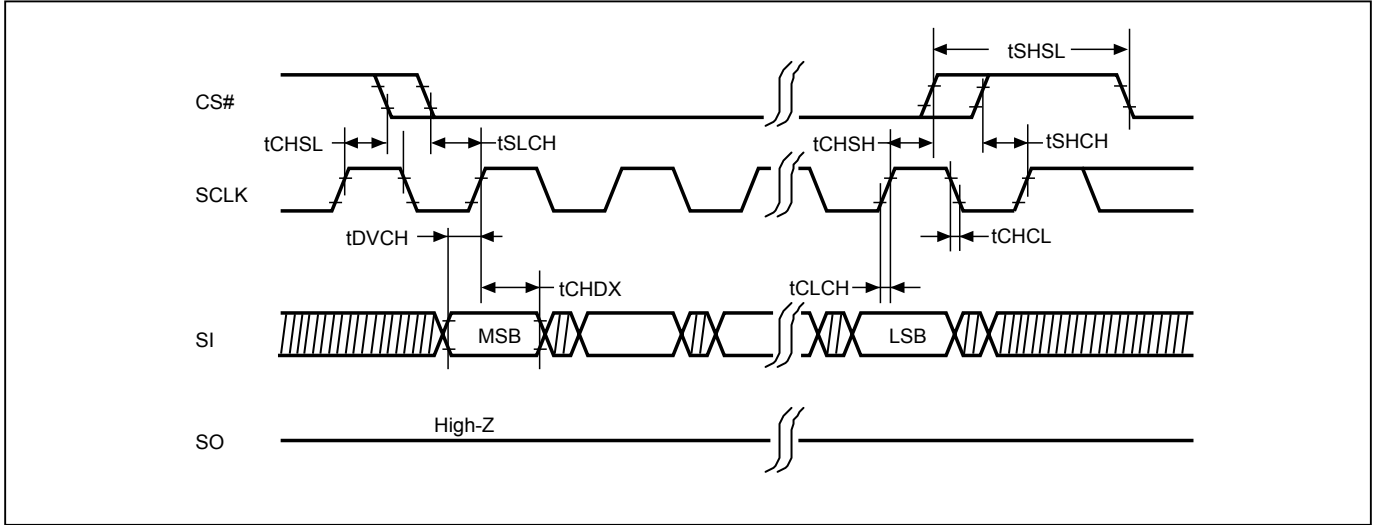 tSHSL
CS#
tCHSL
tSLCH
tCHSH
tSHCH
SCLK
tDVCH
tCHCL
tCHDX
tCLCH
SI
MSB
LSB
High-Z
SO